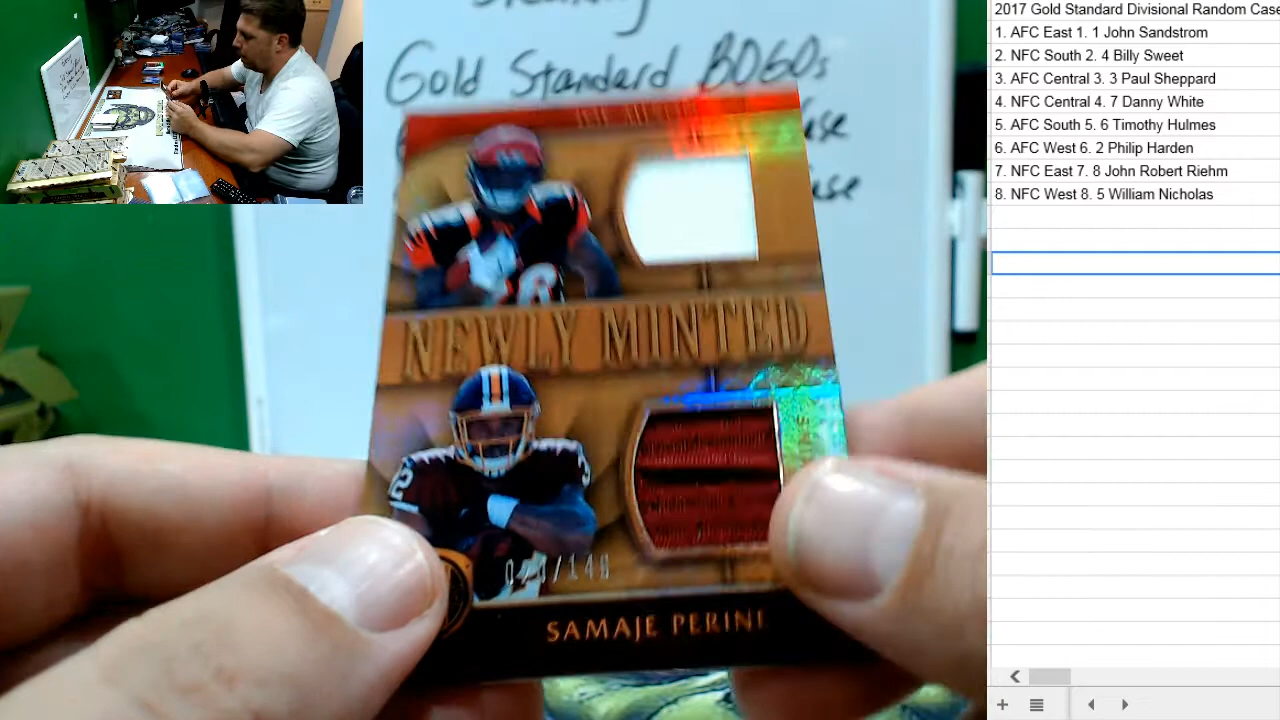 Gold Standard BOGOs
NEWLY MINTED
SAMAJE PERINE
2017 Gold Standard Divisional Random Case
1. AFC East 1. 1 John Sandstrom
2. NFC South 2. 4 Billy Sweet
3. AFC Central 3. 3 Paul Sheppard
4. NFC Central 4. 7 Danny White
5. AFC South 5. 6 Timothy Hulmes
6. AFC West 6. 2 Philip Harden
7. NFC East 7. 8 John Robert Riehm
8. NFC West 8. 5 William Nicholas